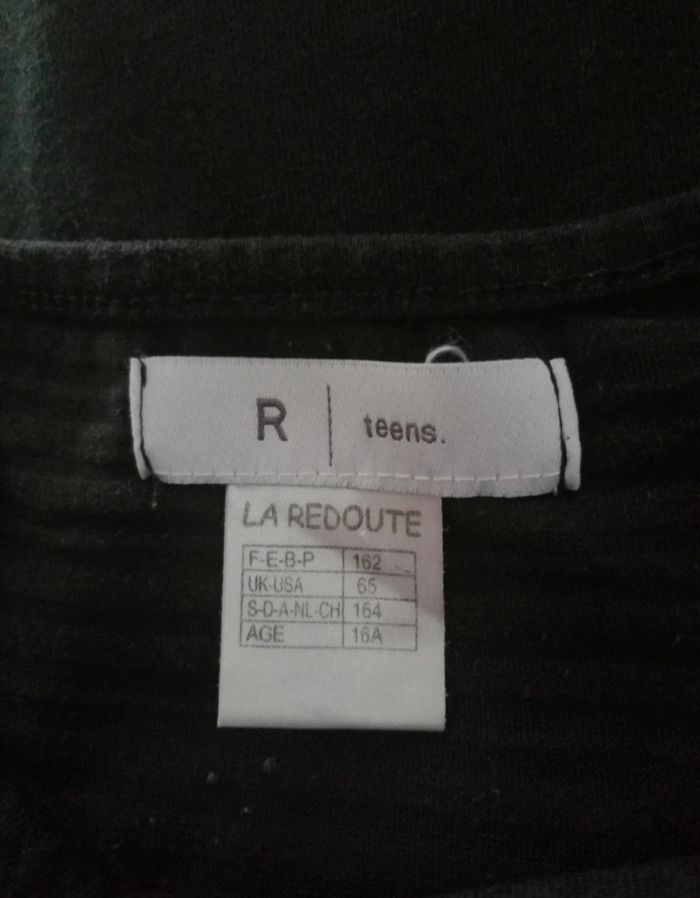 R | teens.
LA REDOUTE
F-E-B-P 162
UK-USA 65
S-D-A-NL-CH 164
AGE 16A